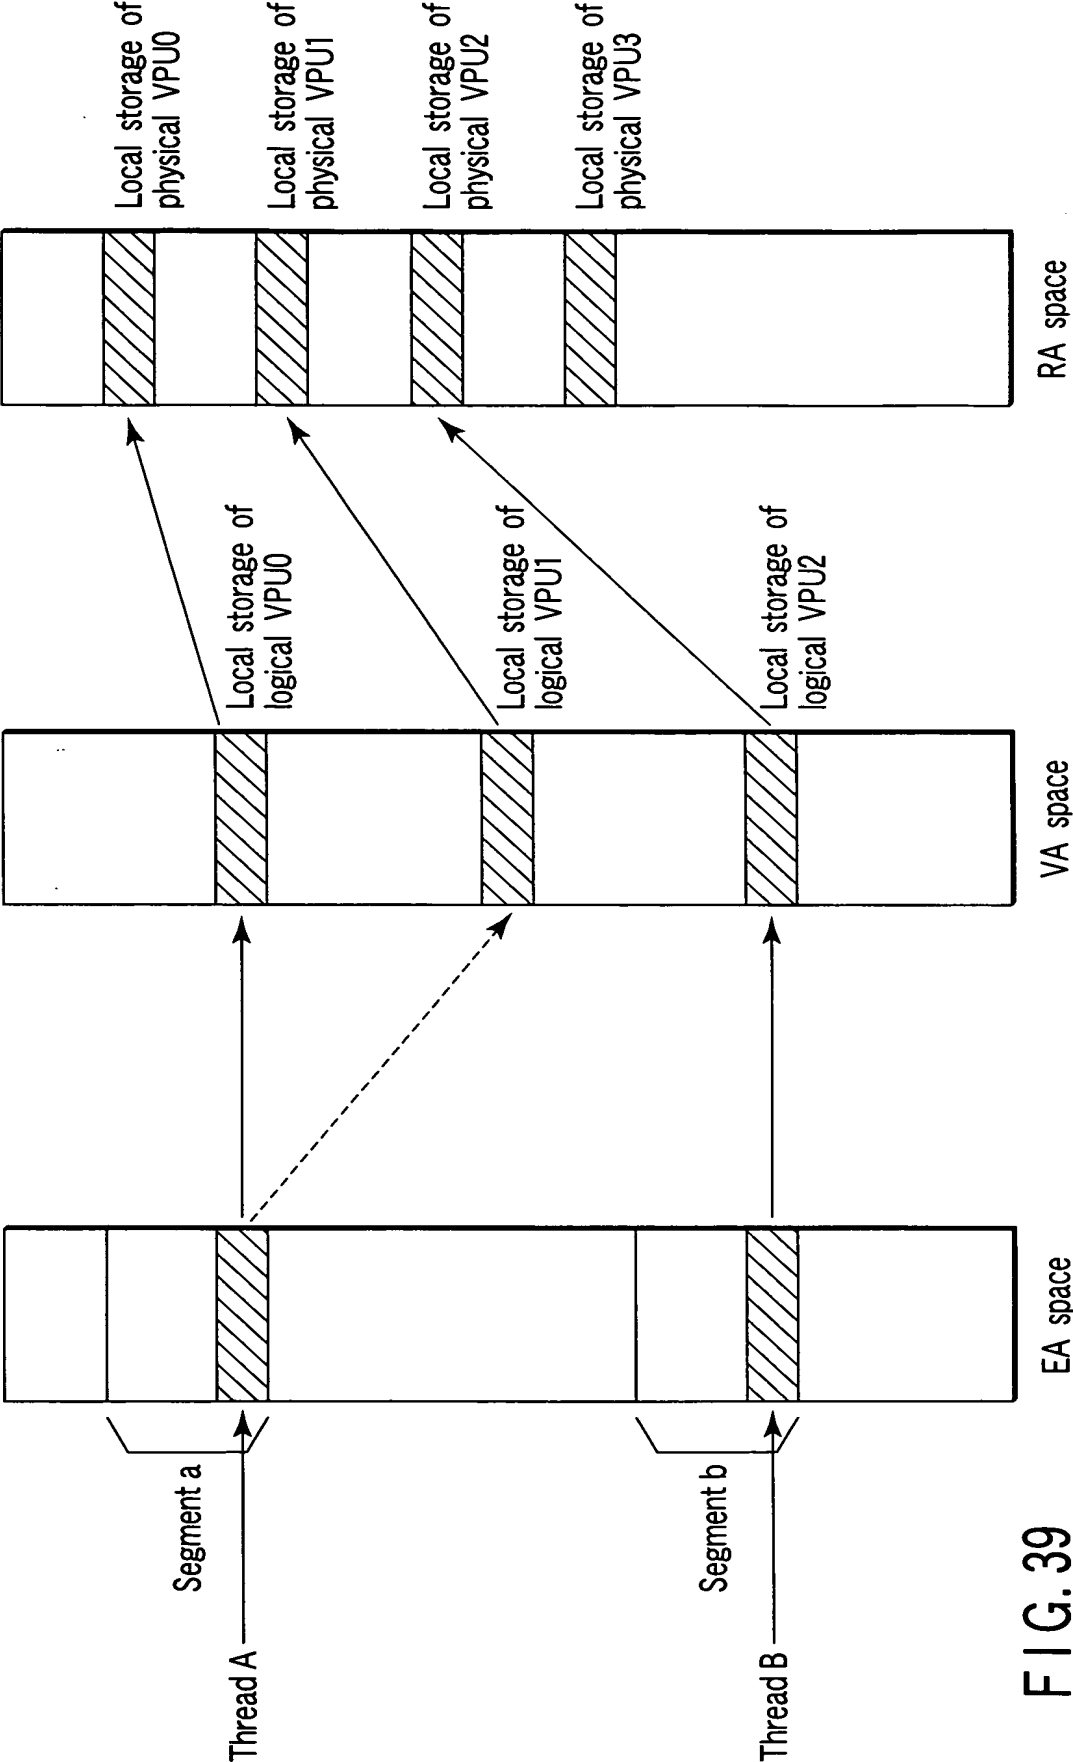 Thread A
Segment a
Thread B
Segment b
EA space
Local storage of
logical VPU0
Local storage of
logical VPU1
Local storage of
logical VPU2
VA space
Local storage of
physical VPU0
Local storage of
physical VPU1
Local storage of
physical VPU2
Local storage of
physical VPU3
RA space
FIG. 39